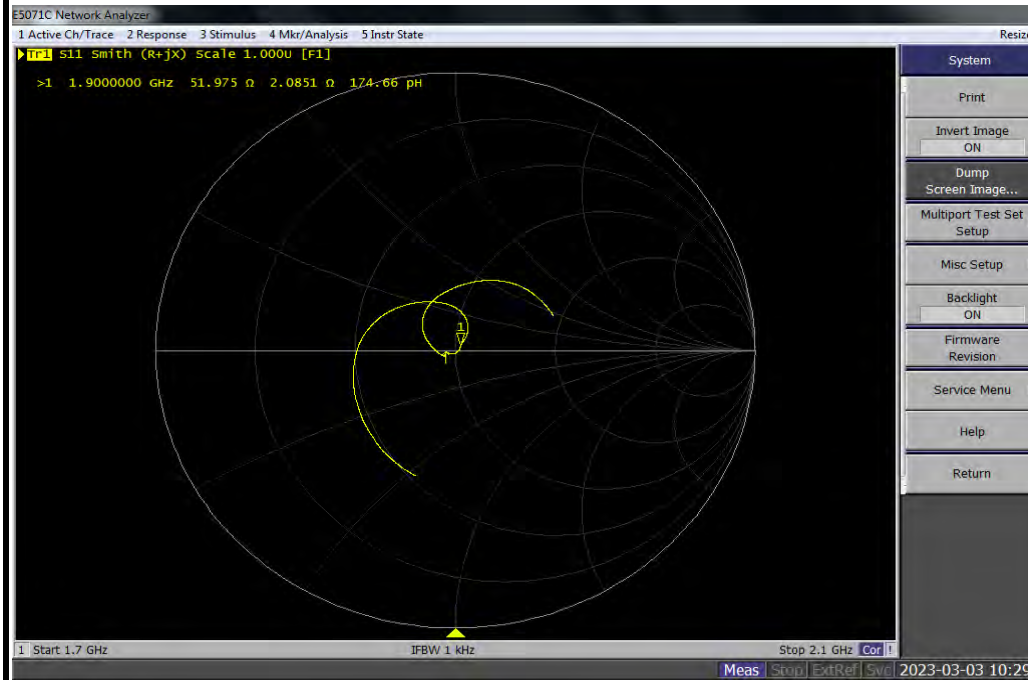 E5071C Network Analyzer
1 Active Ch/Trace 2 Response 3 Stimulus 4 Mkr/Analysis 5 Instr State
Resize
Tr1 S11 Smith (R+jX) Scale 1.000U [F1]
>1 1.9000000 GHz 51.975 Ω 2.0851 Ω 174.66 pH
1
System
Print
Invert Image
ON
Dump
Screen Image...
Multiport Test Set
Setup
Misc Setup
Backlight
ON
Firmware
Revision
Service Menu
Help
Return
1 Start 1.7 GHz IFBW 1 kHz Stop 2.1 GHz Cor !
Meas Stop ExtRef Svc 2023-03-03 10:29